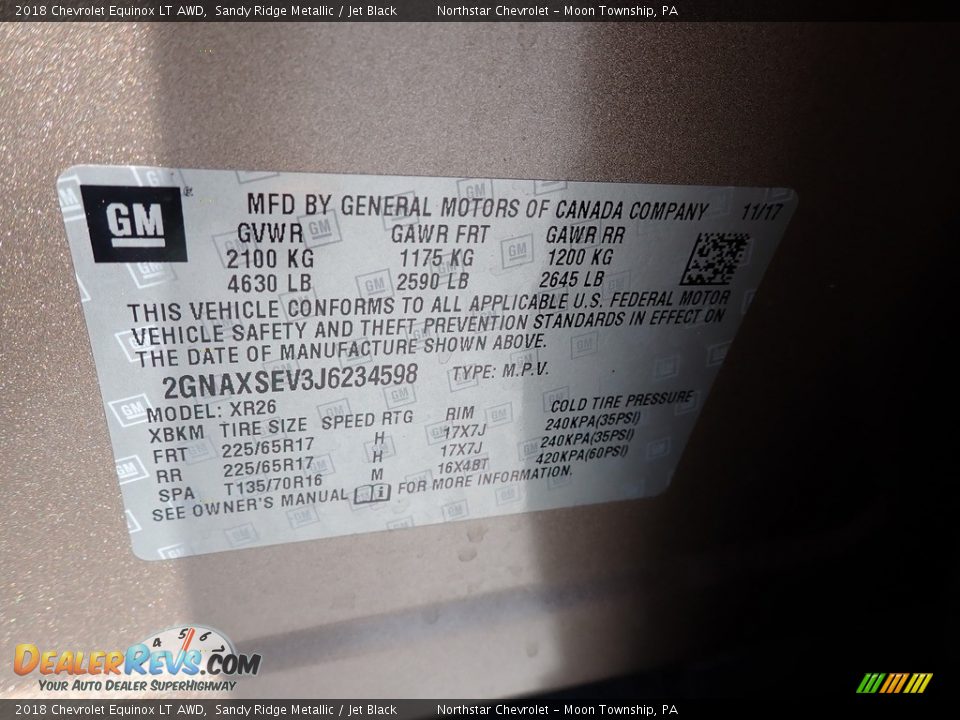 2018 Chevrolet Equinox LT AWD, Sandy Ridge Metallic / Jet Black Northstar Chevrolet – Moon Township, PA
GM ®
MFD BY GENERAL MOTORS OF CANADA COMPANY 11/17
GVWR GAWR FRT GAWR RR
2100 KG 1175 KG 1200 KG
4630 LB 2590 LB 2645 LB
THIS VEHICLE CONFORMS TO ALL APPLICABLE U.S. FEDERAL MOTOR
VEHICLE SAFETY AND THEFT PREVENTION STANDARDS IN EFFECT ON
THE DATE OF MANUFACTURE SHOWN ABOVE.
2GNAXSEV3J6234598 TYPE: M.P.V.
MODEL: XR26
XBKM TIRE SIZE SPEED RTG RIM COLD TIRE PRESSURE
FRT 225/65R17 H 17X7J 240KPA(35PSI)
RR 225/65R17 H 17X7J 240KPA(35PSI)
SPA T135/70R16 M 16X4BT 420KPA(60PSI)
SEE OWNER'S MANUAL i FOR MORE INFORMATION.
4 5 6
DealerRevs.com
Your Auto Dealer SuperHighway
2018 Chevrolet Equinox LT AWD, Sandy Ridge Metallic / Jet Black Northstar Chevrolet – Moon Township, PA